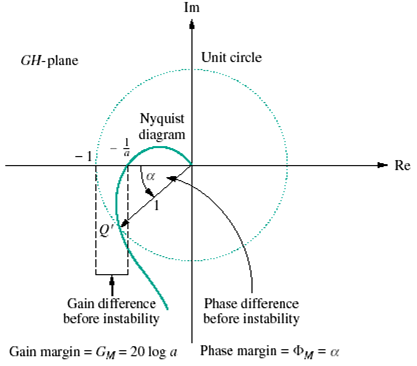 Im
GH-plane
Unit circle
Nyquist
diagram
− 1
− 1/a
Re
α
1
Q'
Gain difference
before instability
Phase difference
before instability
Gain margin = G_M = 20 log a
Phase margin = Φ_M = α